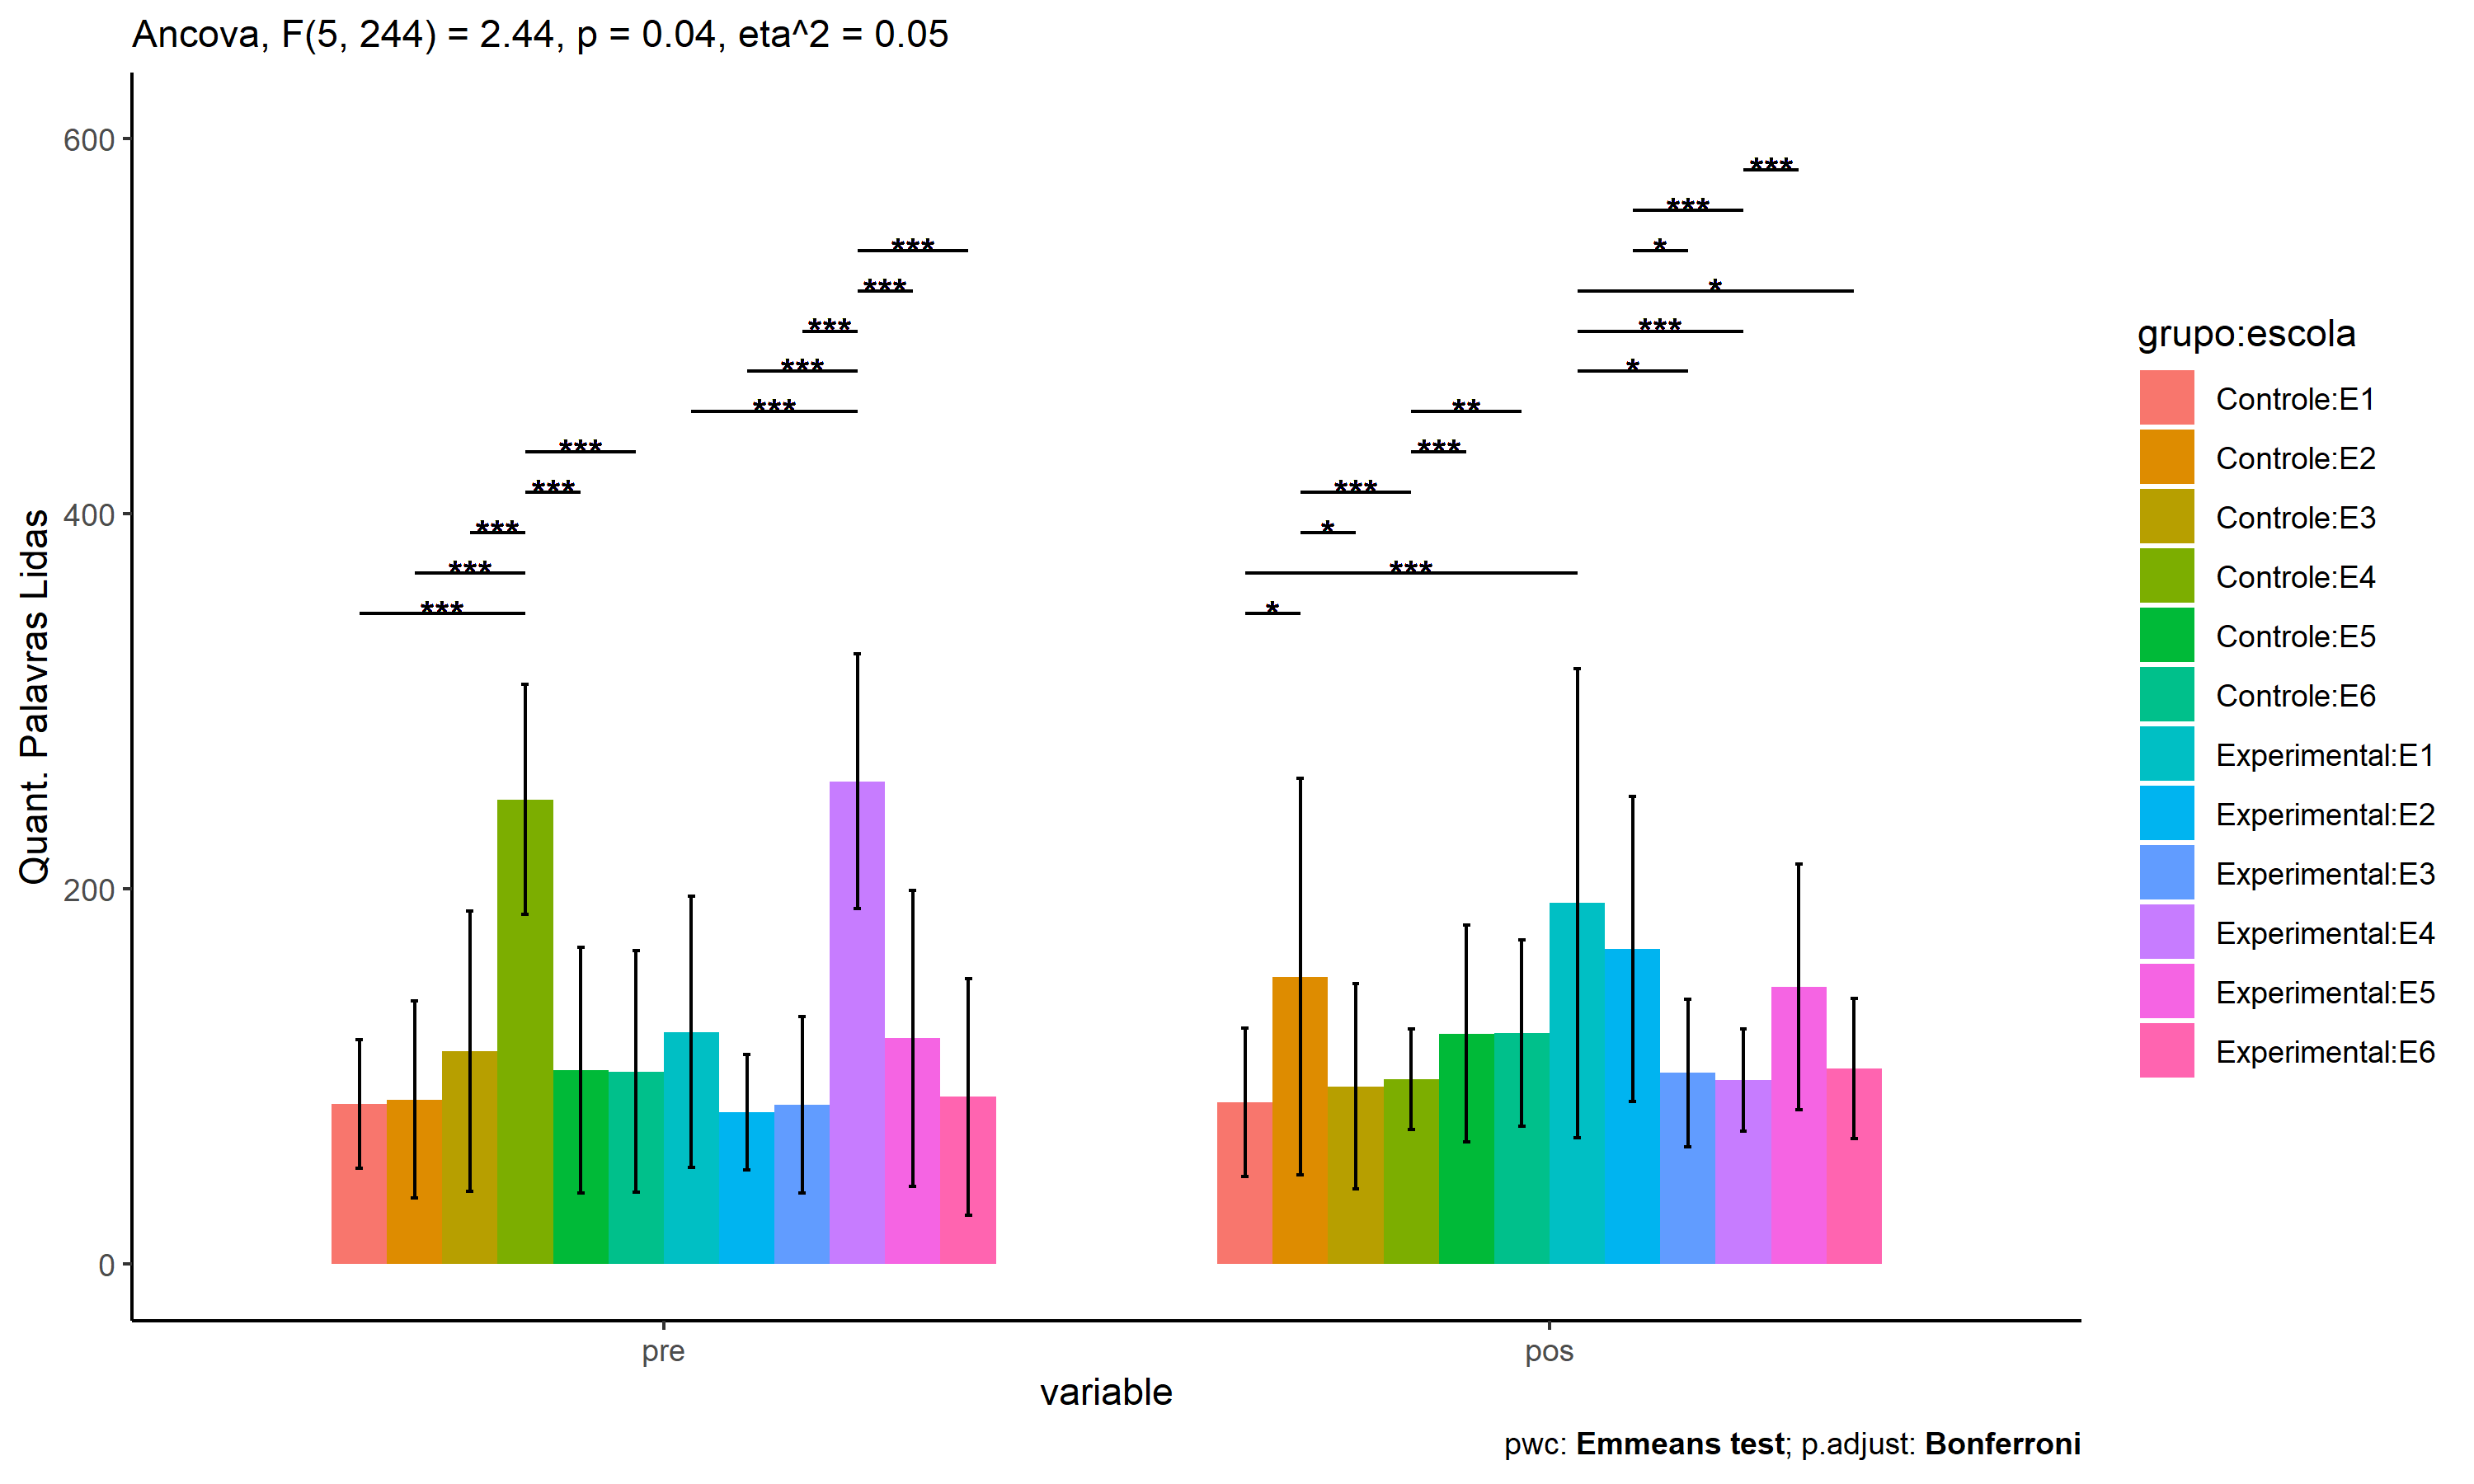 Ancova, F(5, 244) = 2.44, p = 0.04, eta^2 = 0.05
600
400
200
0
Quant. Palavras Lidas
***
***
***
***
***
***
***
***
***
***
***
***
*
*
***
*
***
**
***
***
*
***
*
pre
pos
variable
grupo:escola
Controle:E1
Controle:E2
Controle:E3
Controle:E4
Controle:E5
Controle:E6
Experimental:E1
Experimental:E2
Experimental:E3
Experimental:E4
Experimental:E5
Experimental:E6
pwc: Emmeans test; p.adjust: Bonferroni